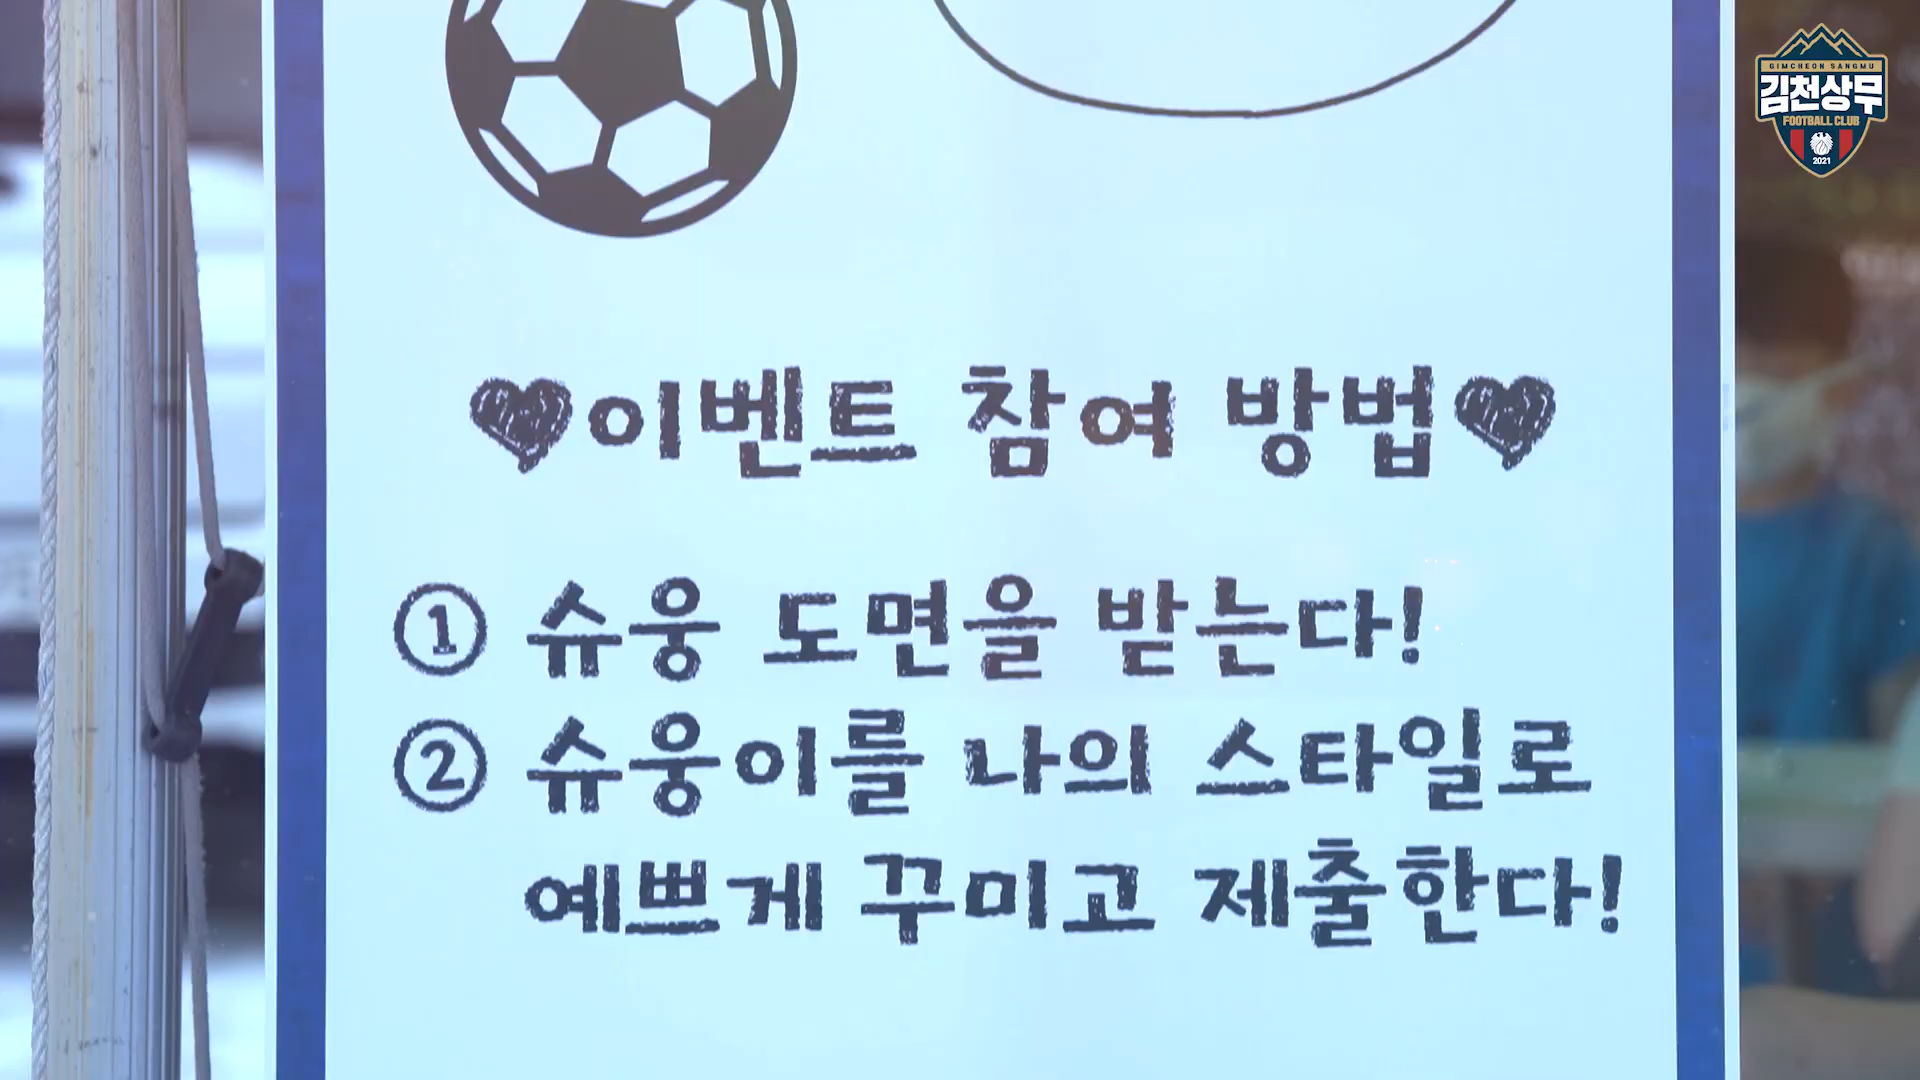 GIMCHEON SANGMU
김천상무
FOOTBALL CLUB
2021
♥이벤트 참여 방법♥
① 슈웅 도면을 받는다!
② 슈웅이를 나의 스타일로
예쁘게 꾸미고 제출한다!